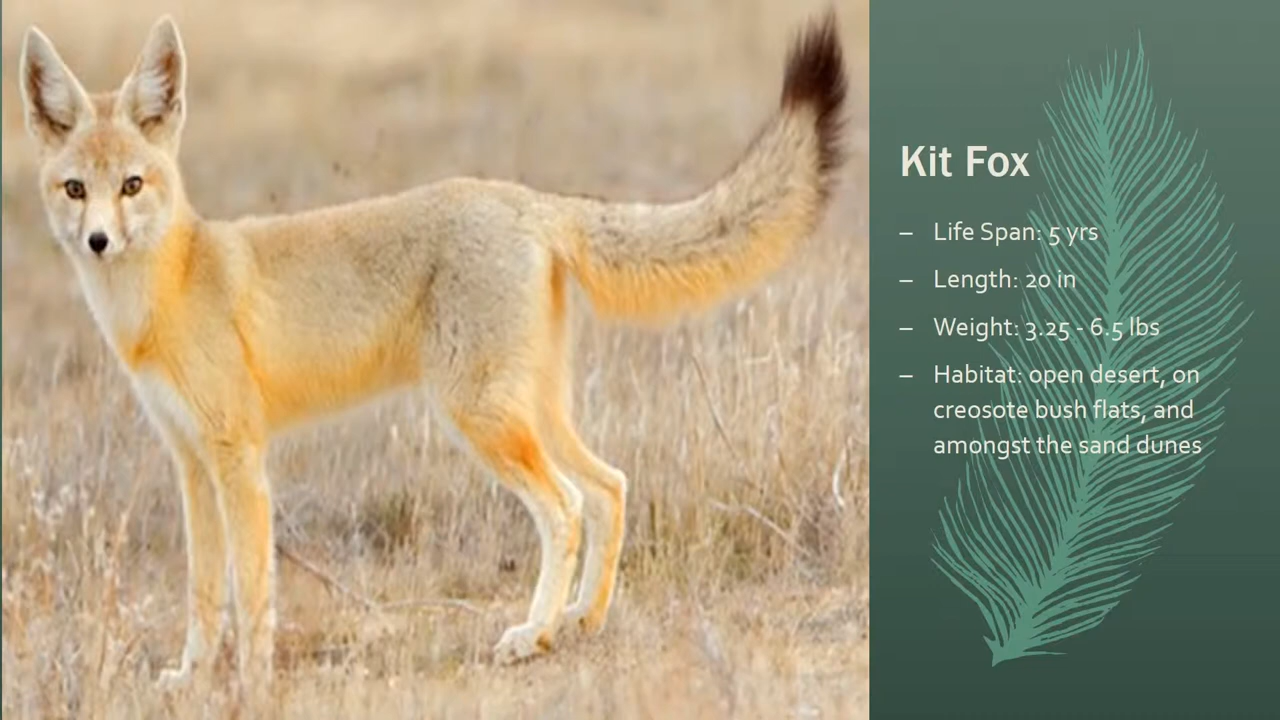 Kit Fox
– Life Span: 5 yrs
– Length: 20 in
– Weight: 3.25 - 6.5 lbs
– Habitat: open desert, on
creosote bush flats, and
amongst the sand dunes